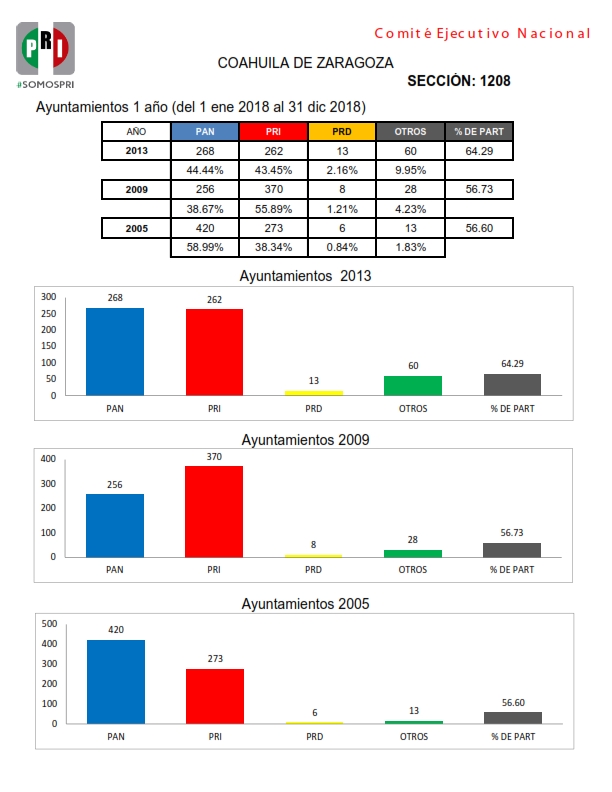 Comité Ejecutivo Nacional
PRI
#SOMOSPRI
COAHUILA DE ZARAGOZA
SECCIÓN: 1208
Ayuntamientos 1 año (del 1 ene 2018 al 31 dic 2018)
AÑO PAN PRI PRD OTROS % DE PART
2013 268 262 13 60 64.29
44.44% 43.45% 2.16% 9.95%
2009 256 370 8 28 56.73
38.67% 55.89% 1.21% 4.23%
2005 420 273 6 13 56.60
58.99% 38.34% 0.84% 1.83%
Ayuntamientos 2013
300
250
200
150
100
50
0
268 262 13 60 64.29
PAN PRI PRD OTROS % DE PART
Ayuntamientos 2009
400
300
200
100
0
256 370 8 28 56.73
PAN PRI PRD OTROS % DE PART
Ayuntamientos 2005
500
400
300
200
100
0
420 273 6 13 56.60
PAN PRI PRD OTROS % DE PART